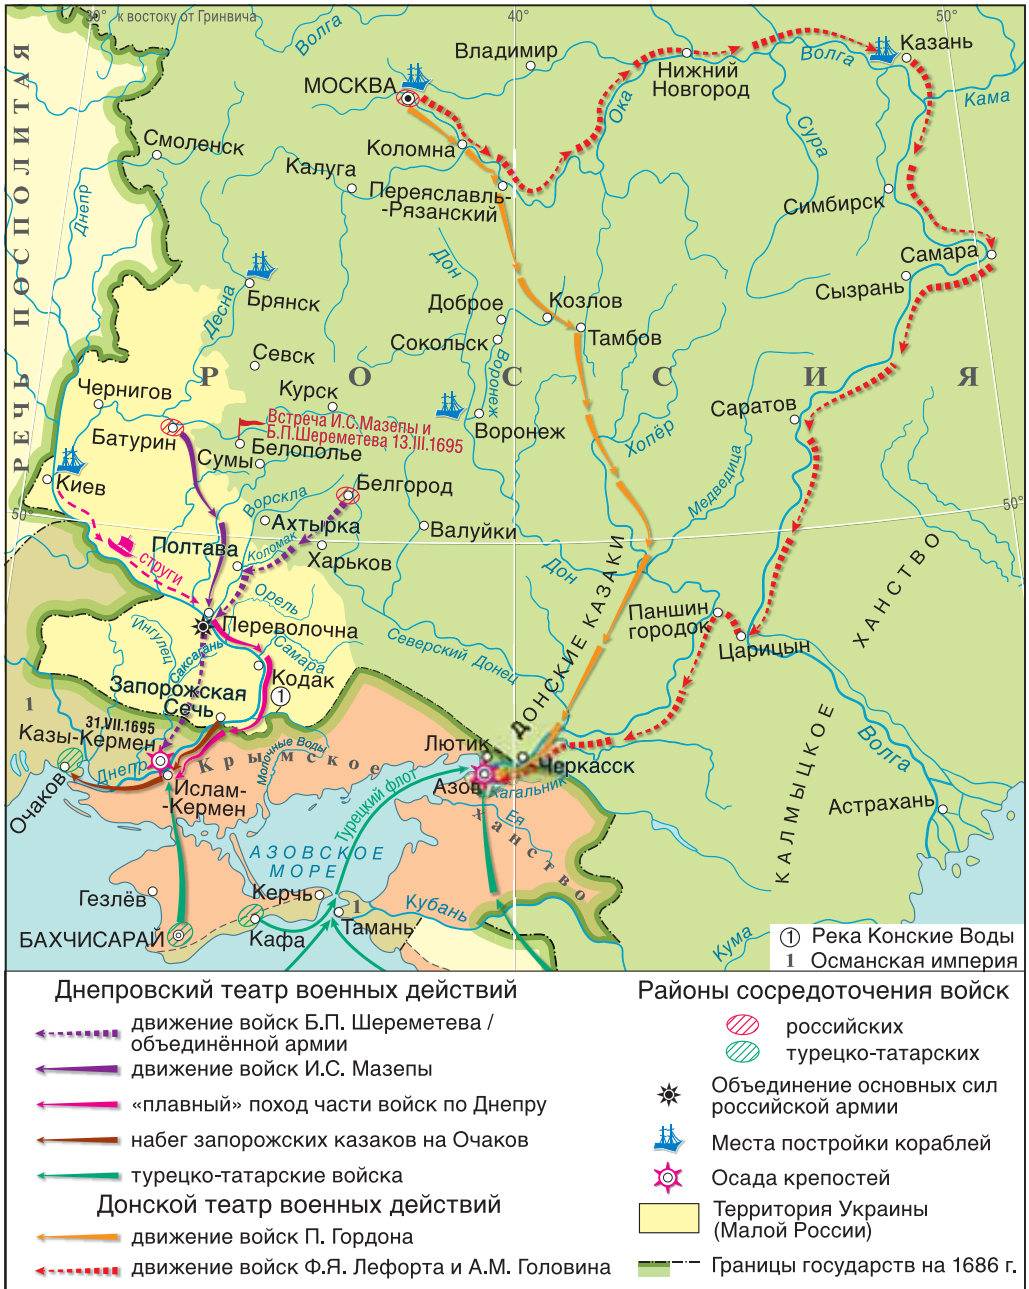 30° к востоку от Гринвича
40°
50°
РЕЧЬ ПОСПОЛИТАЯ
РОССИЯ
Волга
Владимир
Нижний
Новгород
Волга
Казань
Кама
МОСКВА
Ока
Сура
Смоленск
Коломна
Калуга
Переяславль-
-Рязанский
Симбирск
Днепр
Самара
Сызрань
Дон
Брянск
Десна
Доброе
Козлов
Сокольск
Тамбов
Воронеж
Севск
Чернигов
Курск
Саратов
Батурин
Встреча И.С.Мазепы и
Б.П.Шереметева 13.III.1695
Воронеж
Хопёр
Белополье
Сумы
Медведица
Киев
Ворскла
Белгород
50°
50°
Ахтырка
Валуйки
Полтава
Коломак
Харьков
струги
Дон
ДОНСКИЕ КАЗАКИ
КАЛМЫЦКОЕ ХАНСТВО
Орель
Паншин
городок
Переволочна
Ингулец
Саксагань
Самара
Северский Донец
Царицын
Кодак
Запорожская
Сечь
1
1
31.VII.1695
Казы-Кермен
Молочные Воды
Крымское
ханство
Лютик
Черкасск
Волга
Днепр
Ислам-
-Кермен
Очаков
Азов
Кагальник
Турецкий флот
Ея
Астрахань
АЗОВСКОЕ
МОРЕ
Гезлёв
Керчь
1
Кубань
Тамань
БАХЧИСАРАЙ
Кафа
Кума
1 Река Конские Воды
1 Османская империя
Днепровский театр военных действий
движение войск Б.П. Шереметева /
объединённой армии
движение войск И.С. Мазепы
«плавный» поход части войск по Днепру
набег запорожских казаков на Очаков
турецко-татарские войска
Донской театр военных действий
движение войск П. Гордона
движение войск Ф.Я. Лефорта и А.М. Головина
Районы сосредоточения войск
российских
турецко-татарских
Объединение основных сил
российской армии
Места постройки кораблей
Осада крепостей
Территория Украины
(Малой России)
Границы государств на 1686 г.